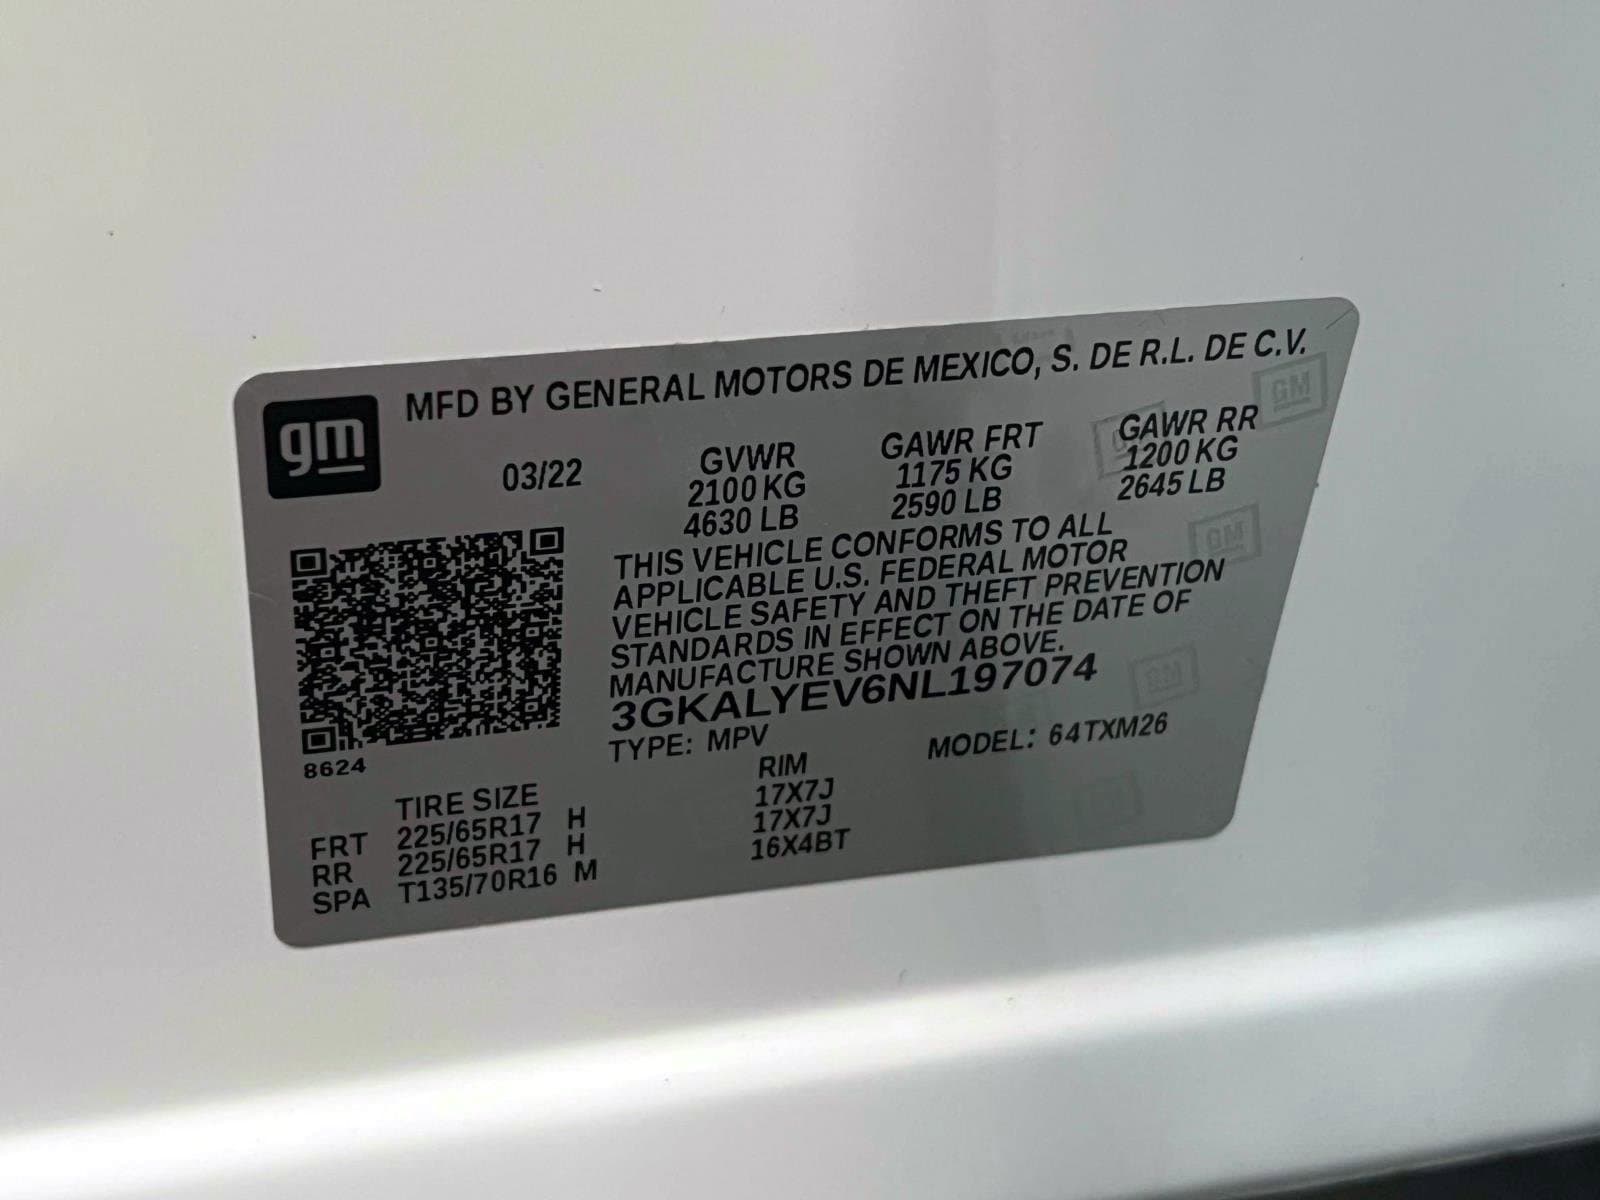 gm
MFD BY GENERAL MOTORS DE MEXICO, S. DE R.L. DE C.V.
03/22
GVWR GAWR FRT GAWR RR
2100 KG 1175 KG 1200 KG
4630 LB 2590 LB 2645 LB
THIS VEHICLE CONFORMS TO ALL
APPLICABLE U.S. FEDERAL MOTOR
VEHICLE SAFETY AND THEFT PREVENTION
STANDARDS IN EFFECT ON THE DATE OF
MANUFACTURE SHOWN ABOVE.
3GKALYEV6NL197074
TYPE: MPV MODEL: 64TXM26
8624
TIRE SIZE RIM
FRT 225/65R17 H 17X7J
RR 225/65R17 H 17X7J
SPA T135/70R16 M 16X4BT
GM
GM
GM